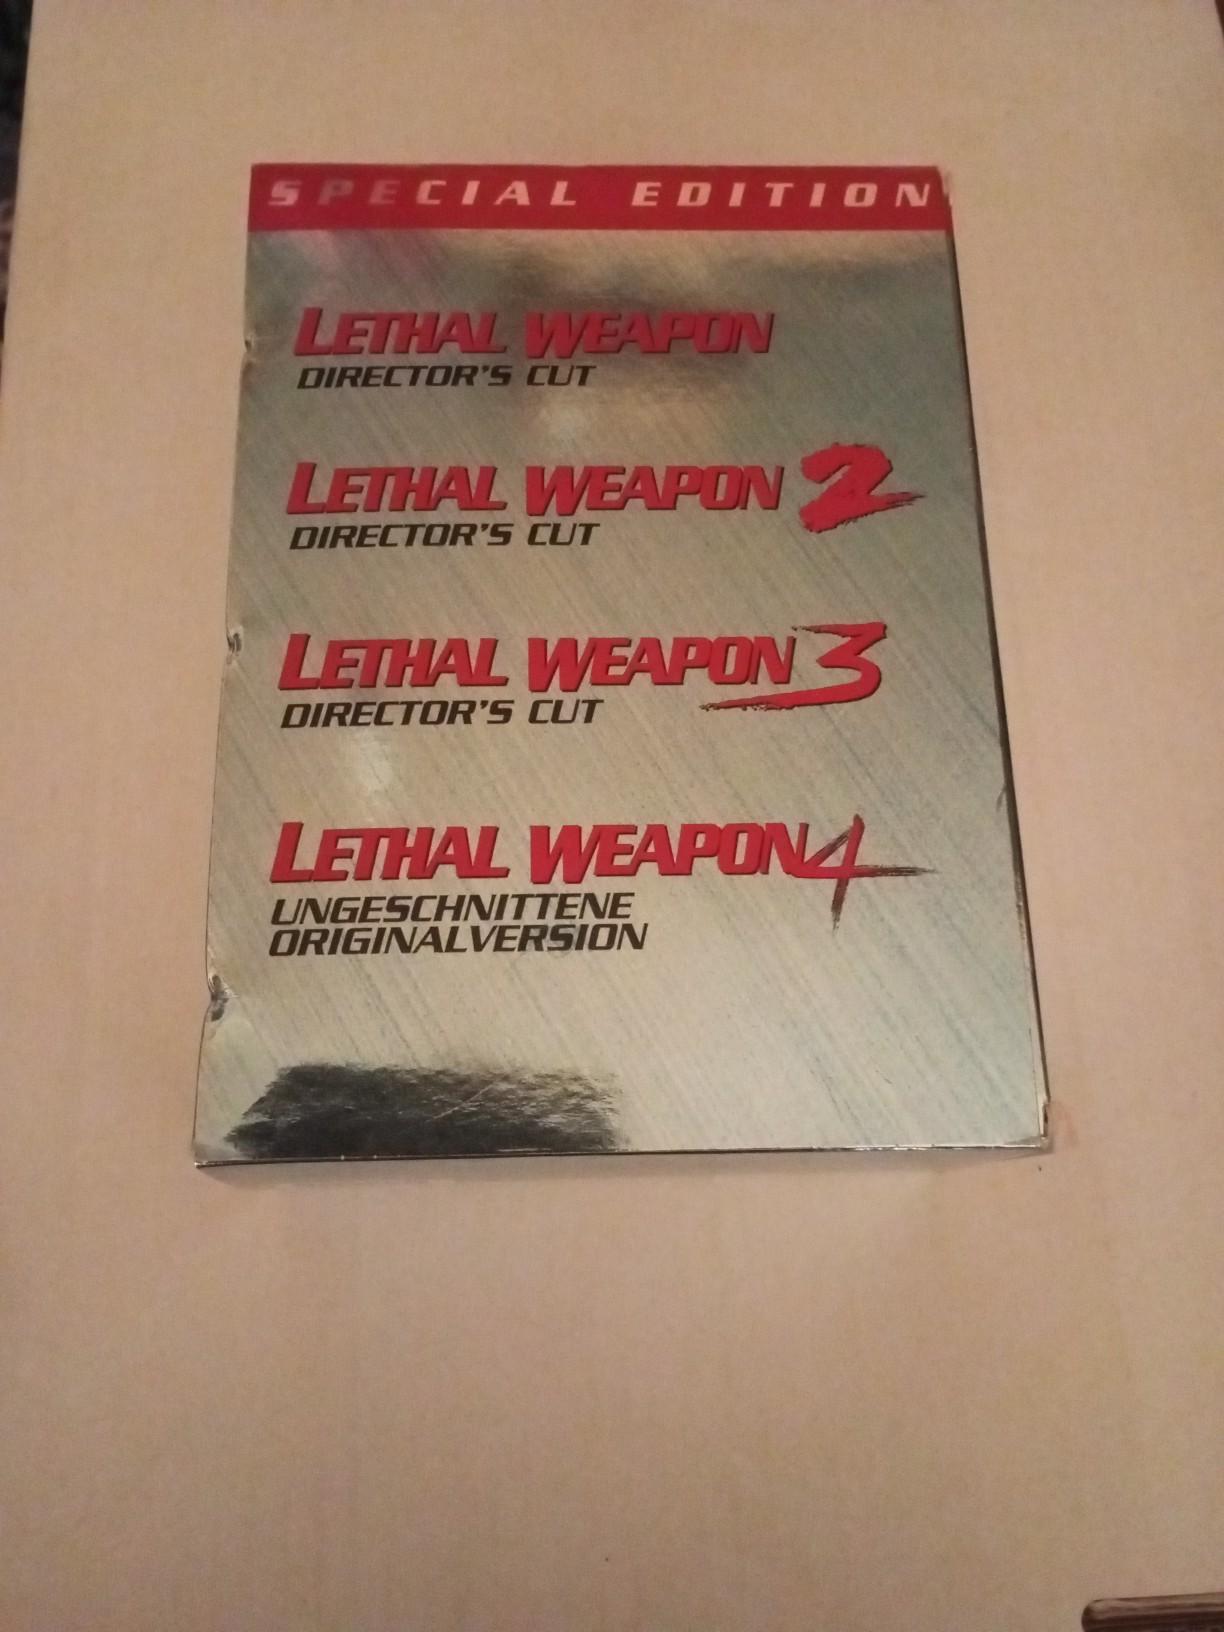 SPECIAL EDITION
LETHAL WEAPON
DIRECTOR'S CUT
LETHAL WEAPON 2
DIRECTOR'S CUT
LETHAL WEAPON 3
DIRECTOR'S CUT
LETHAL WEAPON 4
UNGESCHNITTENE
ORIGINALVERSION